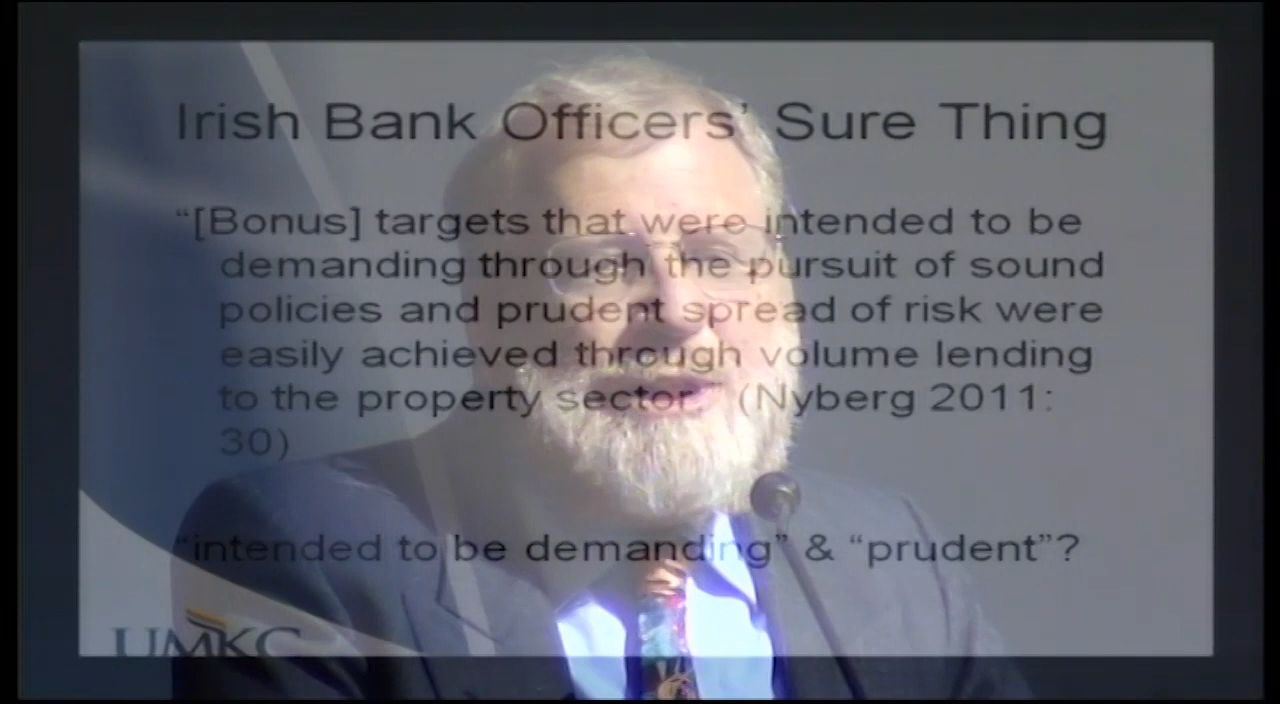 Irish Bank Officers’ Sure Thing
“[Bonus] targets that were intended to be
demanding through the pursuit of sound
policies and prudent spread of risk were
easily achieved through volume lending
to the property sector. (Nyberg 2011:
30)
“intended to be demanding” & “prudent”?
UMKC